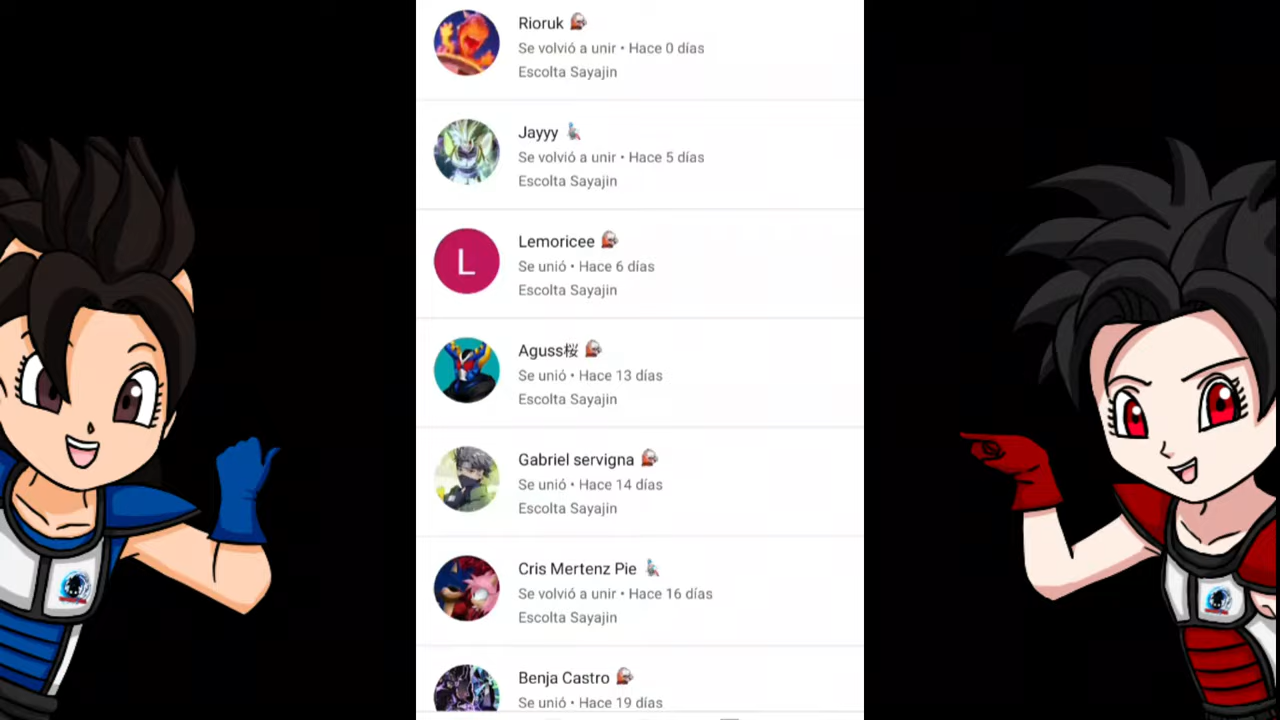 Rioruk
Se volvió a unir • Hace 0 días
Escolta Sayajin
Jayyy
Se volvió a unir • Hace 5 días
Escolta Sayajin
L
Lemoricee
Se unió • Hace 6 días
Escolta Sayajin
Aguss桜
Se unió • Hace 13 días
Escolta Sayajin
Gabriel servigna
Se unió • Hace 14 días
Escolta Sayajin
Cris Mertenz Pie
Se volvió a unir • Hace 16 días
Escolta Sayajin
Benja Castro
Se unió • Hace 19 días